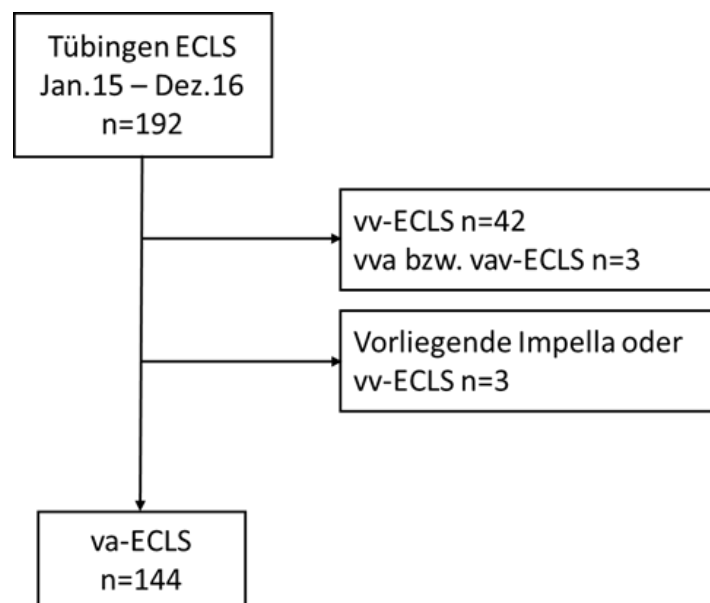 Tübingen ECLS
Jan.15 – Dez.16
n=192
vv-ECLS n=42
vva bzw. vav-ECLS n=3
Vorliegende Impella oder
vv-ECLS n=3
va-ECLS
n=144